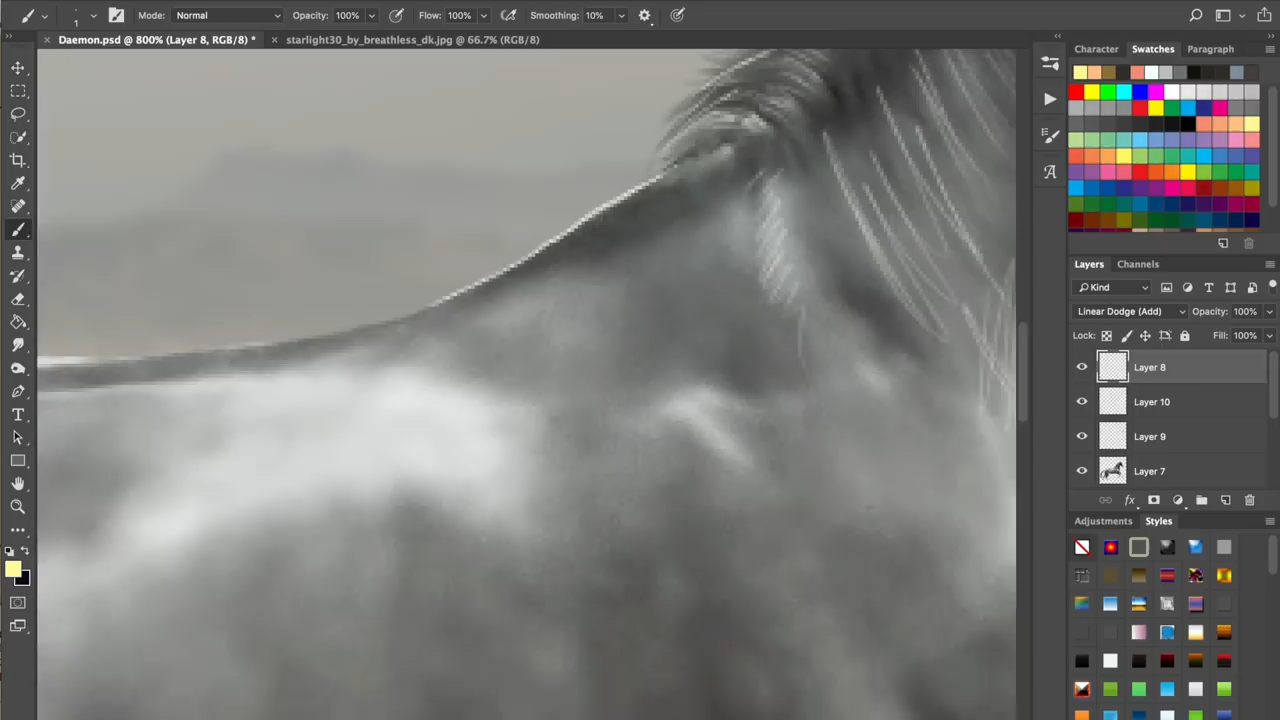 Mode: Normal Opacity: 100% Flow: 100% Smoothing: 10%
1
Daemon.psd @ 800% (Layer 8, RGB/8) * starlight30_by_breathless_dk.jpg @ 66.7% (RGB/8)
Character Swatches Paragraph
Layers Channels
Kind
Linear Dodge (Add) Opacity: 100%
Lock: Fill: 100%
Layer 8
Layer 10
Layer 9
Layer 7
fx
Adjustments Styles